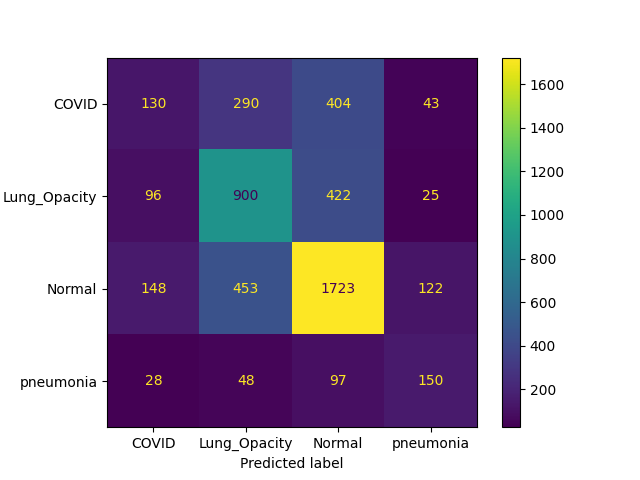 COVID 130 290 404 43
Lung_Opacity 96 900 422 25
Normal 148 453 1723 122
pneumonia 28 48 97 150
COVID Lung_Opacity Normal pneumonia
Predicted label
1600
1400
1200
1000
800
600
400
200